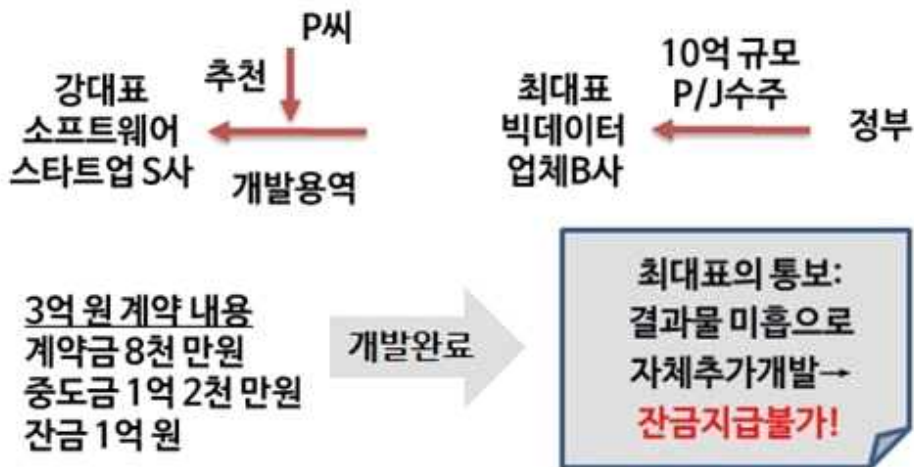 P씨
추천
강대표
소프트웨어
스타트업 S사
개발용역
최대표
빅데이터
업체B사
10억 규모
P/J수주
정부
3억 원 계약 내용
계약금 8천 만원
중도금 1억 2천 만원
잔금 1억 원
개발완료
최대표의 통보:
결과물 미흡으로
자체추가개발→
잔금지급불가!